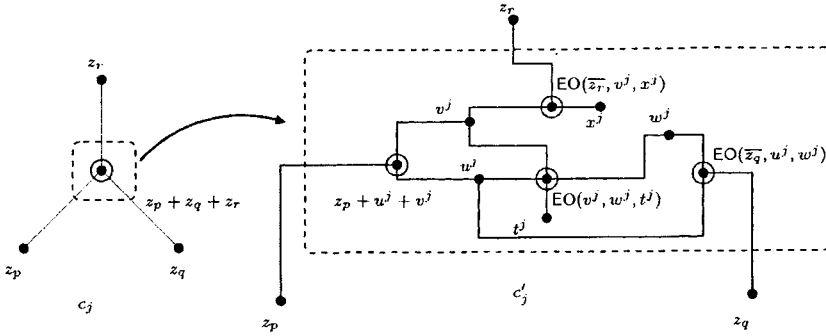 z_r
z_p + z_q + z_r
z_p
z_q
c_j
z_r
EO(\overline{z_r}, v^j, x^j)
v^j
x^j
w^j
EO(\overline{z_q}, u^j, w^j)
u^j
z_p + u^j + v^j
EO(v^j, w^j, t^j)
t^j
z_p
c'_j
z_q